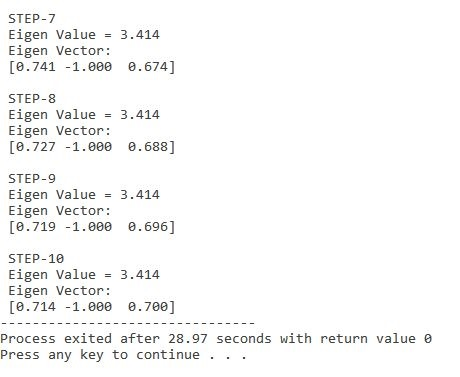 STEP-7
Eigen Value = 3.414
Eigen Vector:
[0.741 -1.000  0.674]
STEP-8
Eigen Value = 3.414
Eigen Vector:
[0.727 -1.000  0.688]
STEP-9
Eigen Value = 3.414
Eigen Vector:
[0.719 -1.000  0.696]
STEP-10
Eigen Value = 3.414
Eigen Vector:
[0.714 -1.000  0.700]
--------------------------------
Process exited after 28.97 seconds with return value 0
Press any key to continue . . .